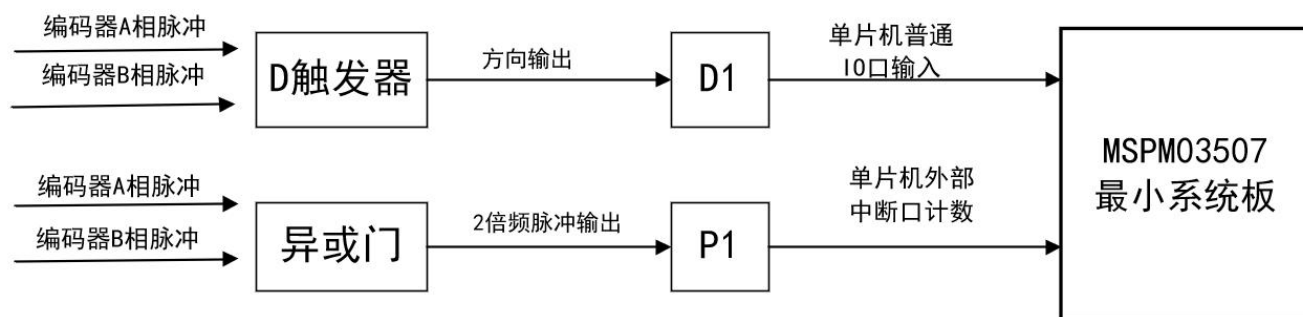 编码器A相脉冲
编码器B相脉冲
D触发器
方向输出
D1
单片机普通
IO口输入
编码器A相脉冲
编码器B相脉冲
异或门
2倍频脉冲输出
P1
单片机外部
中断口计数
MSPM03507
最小系统板